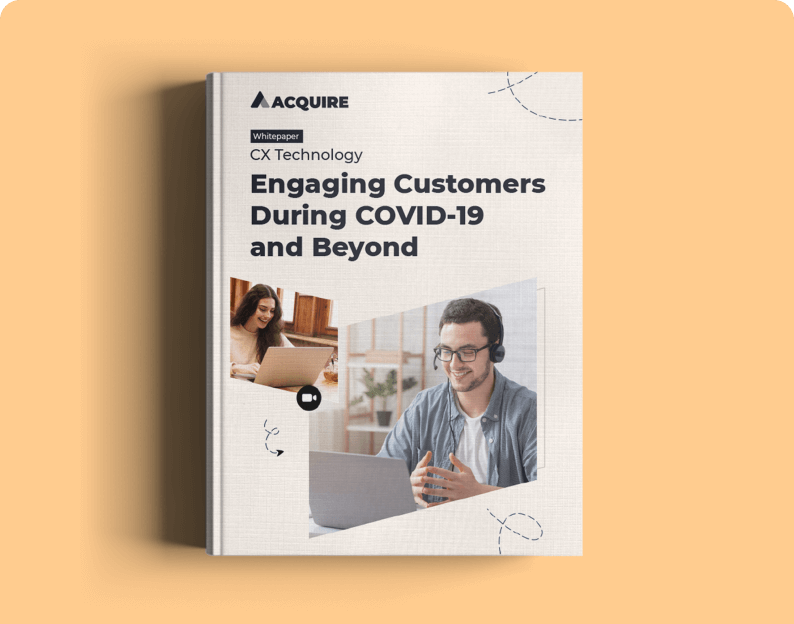 ACQUIRE
Whitepaper
CX Technology
Engaging Customers
During COVID-19
and Beyond